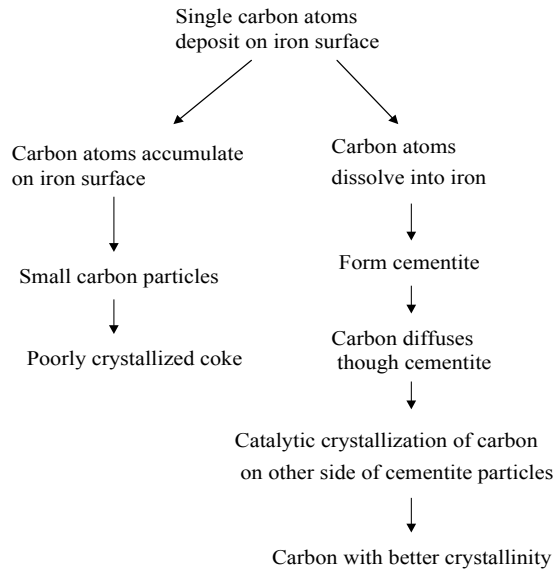 Single carbon atoms
deposit on iron surface
Carbon atoms accumulate
on iron surface
Small carbon particles
Poorly crystallized coke
Carbon atoms
dissolve into iron
Form cementite
Carbon diffuses
though cementite
Catalytic crystallization of carbon
on other side of cementite particles
Carbon with better crystallinity